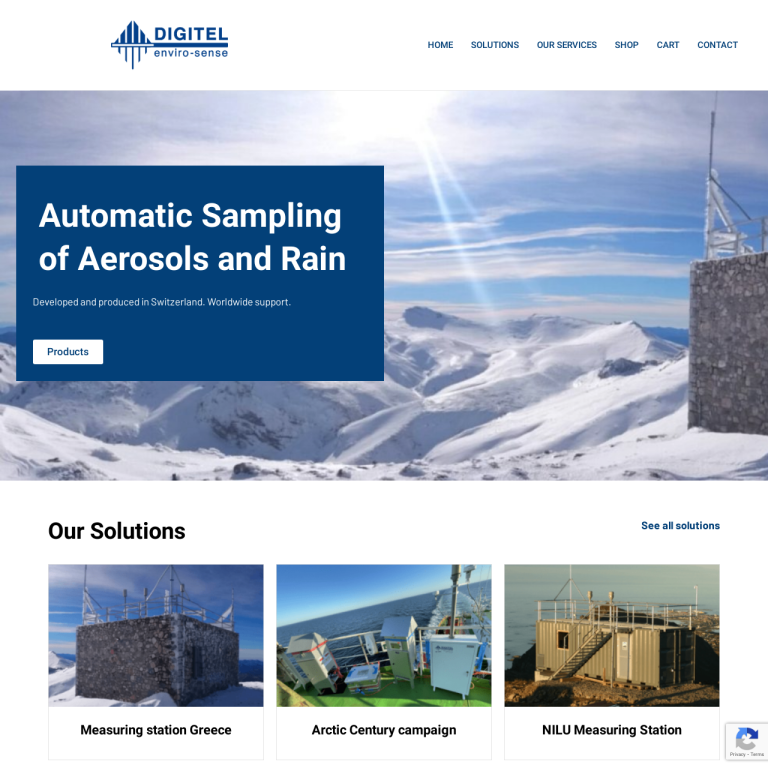 DIGITEL
enviro-sense
HOME SOLUTIONS OUR SERVICES SHOP CART CONTACT
Automatic Sampling
of Aerosols and Rain
Developed and produced in Switzerland. Worldwide support.
Products
Our Solutions
See all solutions
Measuring station Greece
Arctic Century campaign
NILU Measuring Station
Privacy - Terms